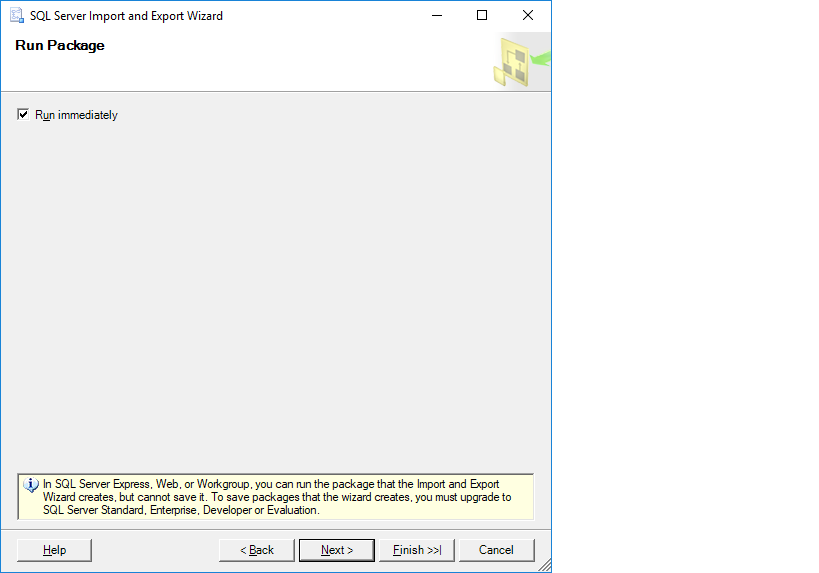 SQL Server Import and Export Wizard
Run Package
Run immediately
In SQL Server Express, Web, or Workgroup, you can run the package that the Import and Export
Wizard creates, but cannot save it. To save packages that the wizard creates, you must upgrade to
SQL Server Standard, Enterprise, Developer or Evaluation.
Help
< Back
Next >
Finish >>|
Cancel